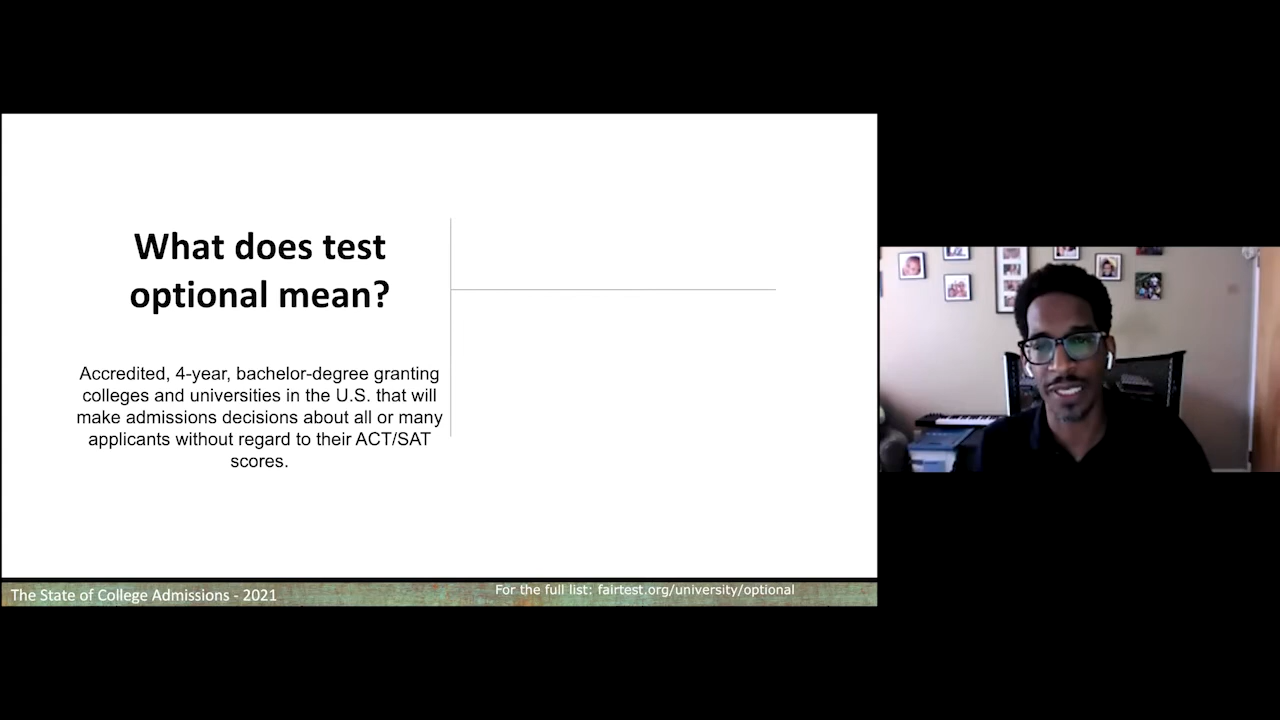 What does test
optional mean?
Accredited, 4-year, bachelor-degree granting
colleges and universities in the U.S. that will
make admissions decisions about all or many
applicants without regard to their ACT/SAT
scores.
The State of College Admissions - 2021
For the full list: fairtest.org/university/optional